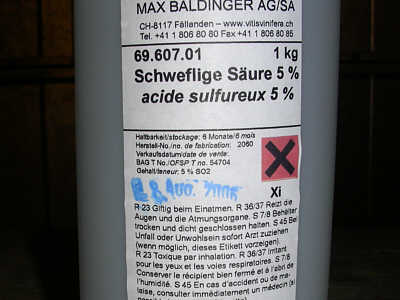 MAX BALDINGER AG/SA
CH-8117 Fällanden – www.vitisvinifera.ch
Tel. +41 1 806 80 80 Fax +41 1 806 80 85
69.607.01 1 kg
Schweflige Säure 5 %
acide sulfureux 5 %
Haltbarkeit/stockage: 6 Monate/6 mois
Herstell-No./no. de fabrication: 2060
Verkaufsdatum/date de vente:
BAG T No./OFSP T no. 54704
Gehalt/teneur: 5 % SO2
Xi
R 23 Giftig beim Einatmen. R 36/37 Reizt die
Augen und die Atmungsorgane. S 7/8 Behälter
trocken und dicht geschlossen halten. S 45 Bei
Unfall oder Unwohlsein sofort Arzt zuziehen
(wenn möglich, dieses Etikett vorzeigen).
R 23 Toxique par inhalation. R 36/37 Irritant
pour les yeux et les voies respiratoires. S 7/8
Conserver le récipient bien fermé et à l'abri de
l'humidité. S 45 En cas d'accident ou de ma-
laise, consulter immédiatement un médecin (si